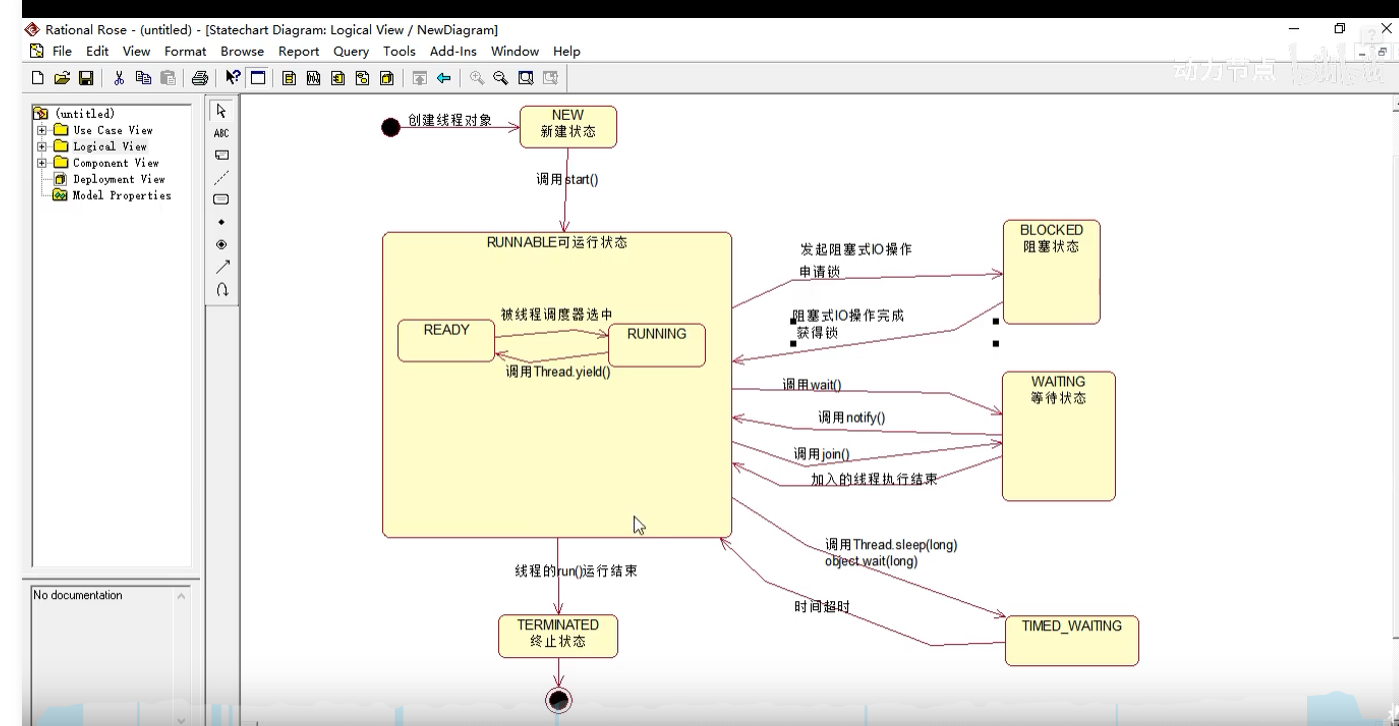 Rational Rose - (untitled) - [Statechart Diagram: Logical View / NewDiagram]
File Edit View Format Browse Report Query Tools Add-Ins Window Help
动力节点
bilibili
(untitled)
Use Case View
Logical View
Component View
Deployment View
Model Properties
ABC
创建线程对象
NEW
新建状态
调用start()
RUNNABLE可运行状态
READY
被线程调度器选中
RUNNING
调用Thread.yield()
发起阻塞式IO操作
申请锁
BLOCKED
阻塞状态
阻塞式IO操作完成
获得锁
调用wait()
WAITING
等待状态
调用notify()
调用join()
加入的线程执行结束
调用Thread.sleep(long)
object.wait(long)
时间超时
TIMED_WAITING
线程的run()运行结束
TERMINATED
终止状态
No documentation